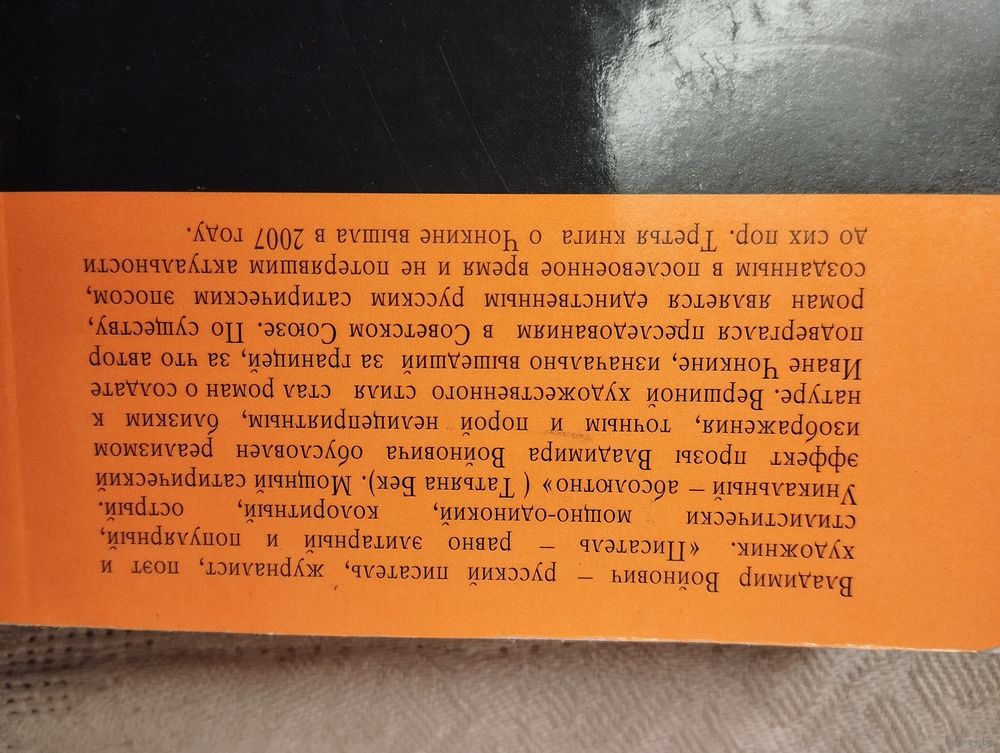 Владимир Войнович – русский писатель, журналист, поэт и
художник. «Писатель – равно элитарный и популярный,
стилистически мощно-одинокий, колоритный, острый.
Уникальный – абсолютно» ( Татьяна Бек). Мощный сатирический
эффект прозы Владимира Войновича обусловлен реализмом
изображения, точным и порой нелицеприятным, близким к
натуре. Вершиной художественного стиля стал роман о солдате
Иване Чонкине, изначально вышедший за границей, за что автор
подвергался преследованиям в Советском Союзе. По существу,
роман является единственным русским сатирическим эпосом,
созданным в послевоенное время и не потерявшим актуальности
до сих пор. Третья книга о Чонкине вышла в 2007 году.